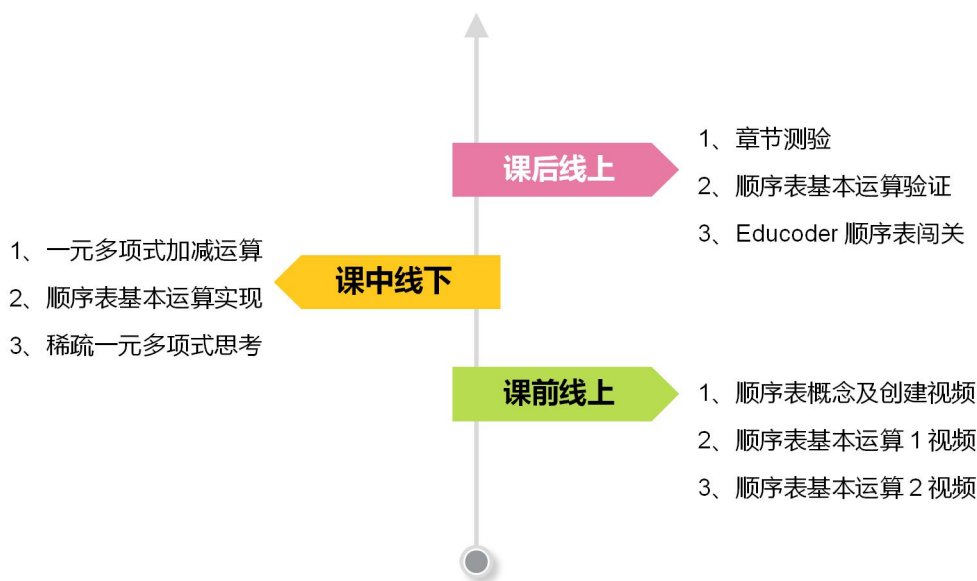 课后线上
1、章节测验
2、顺序表基本运算验证
3、Educoder 顺序表闯关
课中线下
1、一元多项式加减运算
2、顺序表基本运算实现
3、稀疏一元多项式思考
课前线上
1、顺序表概念及创建视频
2、顺序表基本运算 1 视频
3、顺序表基本运算 2 视频